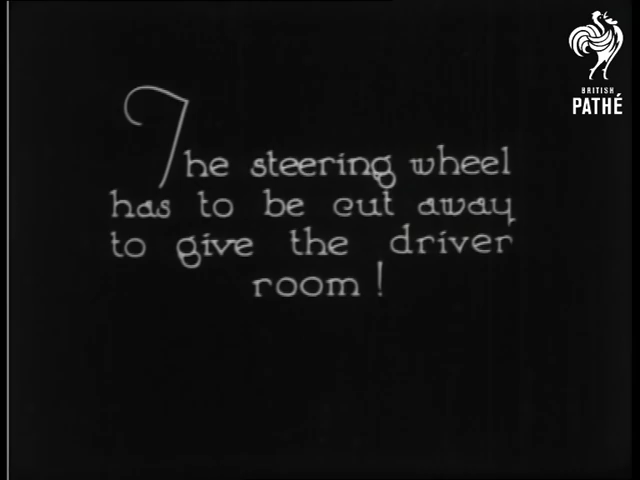 BRITISH
PATHÉ
The steering wheel
has to be cut away
to give the driver
room!